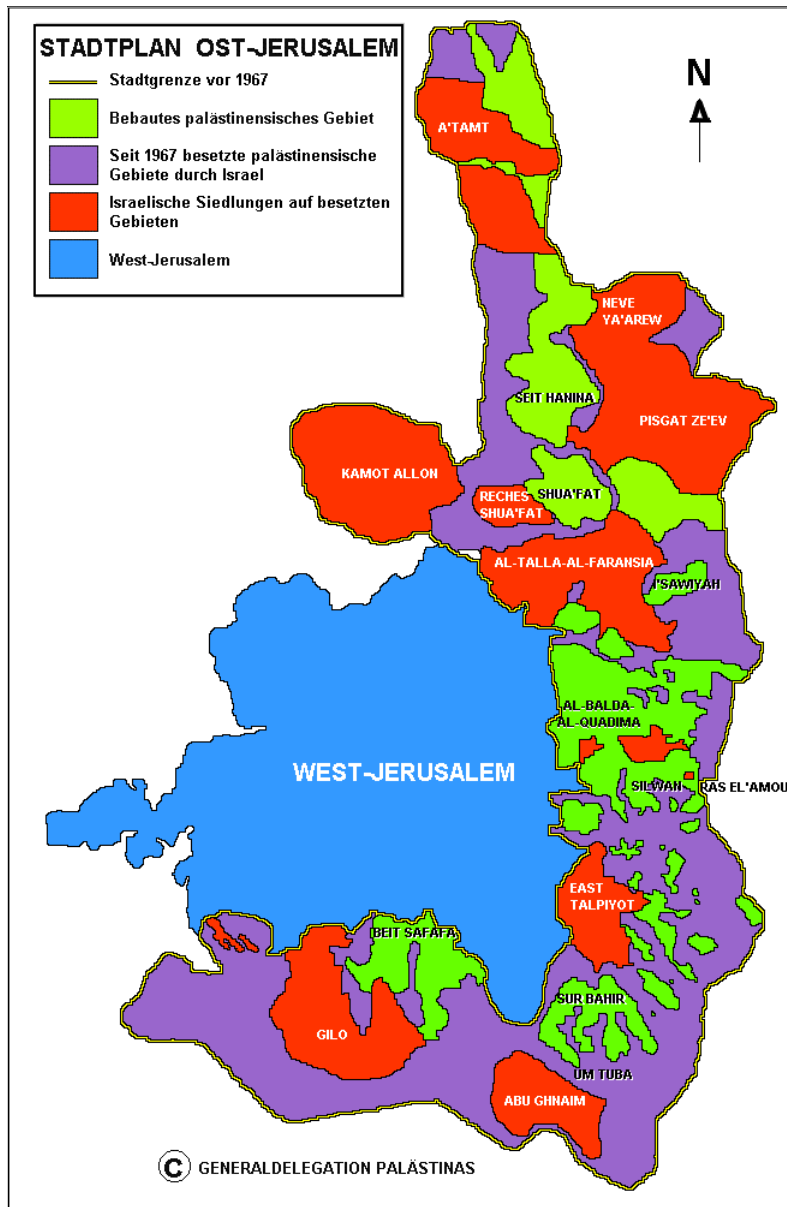 STADTPLAN OST-JERUSALEM
Stadtgrenze vor 1967
Bebautes palästinensisches Gebiet
Seit 1967 besetzte palästinensische
Gebiete durch Israel
Israelische Siedlungen auf besetzten
Gebieten
West-Jerusalem
N
A'TAMT
NEVE
YA'AREW
SEIT HANINA
PISGAT ZE'EV
KAMOT ALLON
RECHES
SHUA'FAT
SHUA'FAT
AL-TALLA-AL-FARANSIA
I'SAWIYAH
AL-BALDA-
AL-QUADIMA
WEST-JERUSALEM
SILWAN
RAS EL'AMOU
EAST
TALPIYOT
BEIT SAFAFA
SUR BAHIR
GILO
UM TUBA
ABU GHNAIM
© GENERALDELEGATION PALÄSTINAS